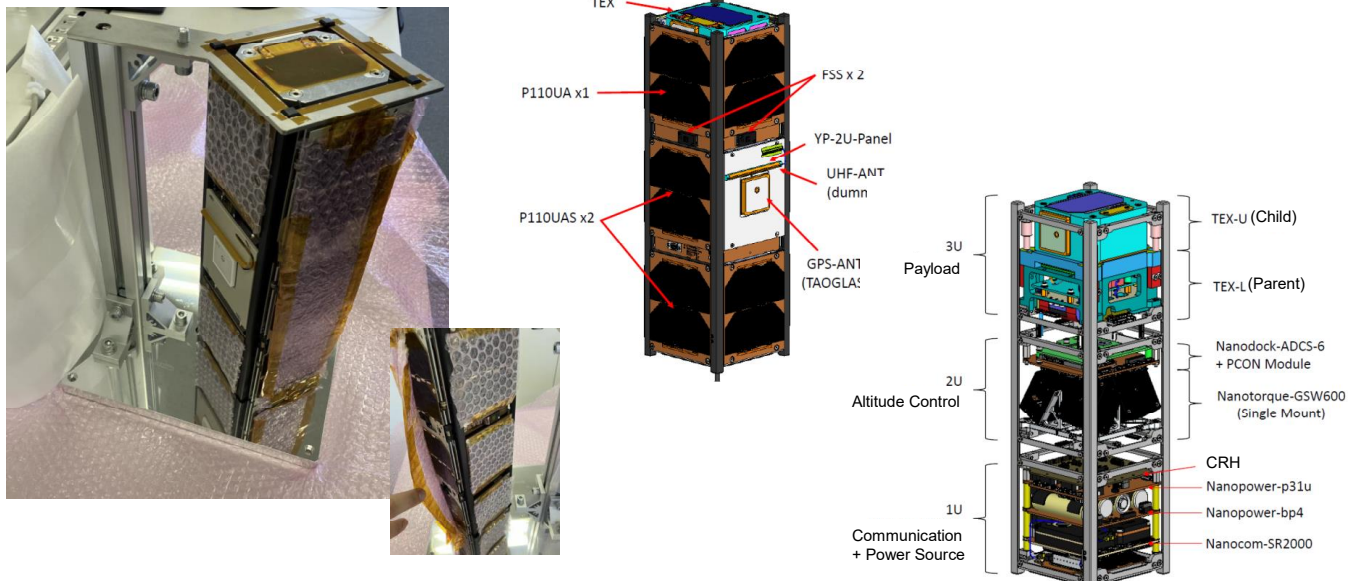 TEX
P110UA x1
FSS x 2
YP-2U-Panel
UHF-ANT
(dumm
P110UAS x2
GPS-ANT
(TAOGLAS
3U
Payload
TEX-U (Child)
TEX-L (Parent)
2U
Altitude Control
Nanodock-ADCS-6
+ PCON Module
Nanotorque-GSW600
(Single Mount)
1U
Communication
+ Power Source
CRH
Nanopower-p31u
Nanopower-bp4
Nanocom-SR2000